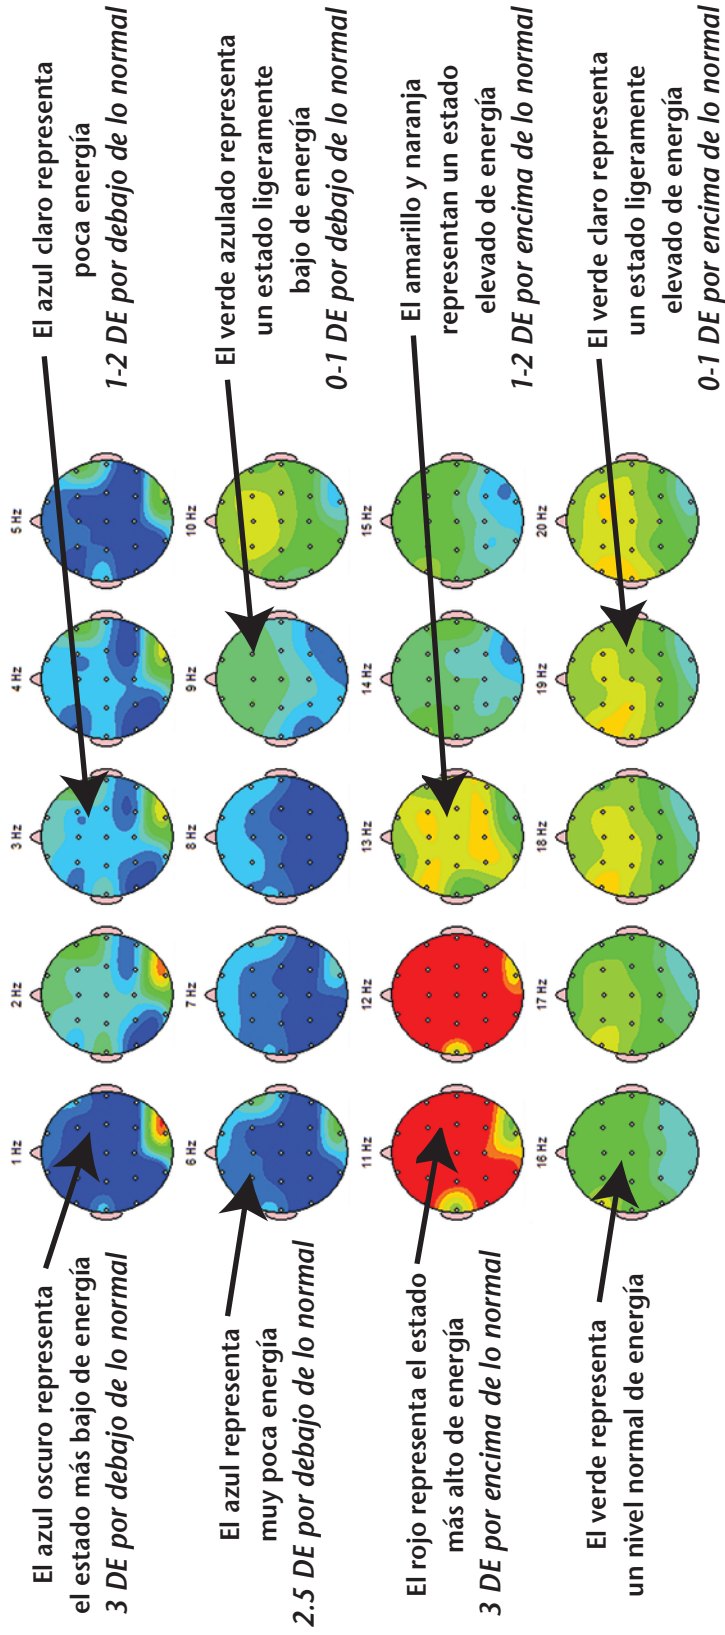 El azul oscuro representa
el estado más bajo de energía
3 DE por debajo de lo normal
1 Hz
2 Hz
3 Hz
4 Hz
5 Hz
El azul claro representa
poca energía
1-2 DE por debajo de lo normal
El azul representa
muy poca energía
2.5 DE por debajo de lo normal
6 Hz
7 Hz
8 Hz
9 Hz
10 Hz
El verde azulado representa
un estado ligeramente
bajo de energía
0-1 DE por debajo de lo normal
El rojo representa el estado
más alto de energía
3 DE por encima de lo normal
11 Hz
12 Hz
13 Hz
14 Hz
15 Hz
El amarillo y naranja
representan un estado
elevado de energía
1-2 DE por encima de lo normal
El verde representa
un nivel normal de energía
16 Hz
17 Hz
18 Hz
19 Hz
20 Hz
El verde claro representa
un estado ligeramente
elevado de energía
0-1 DE por encima de lo normal